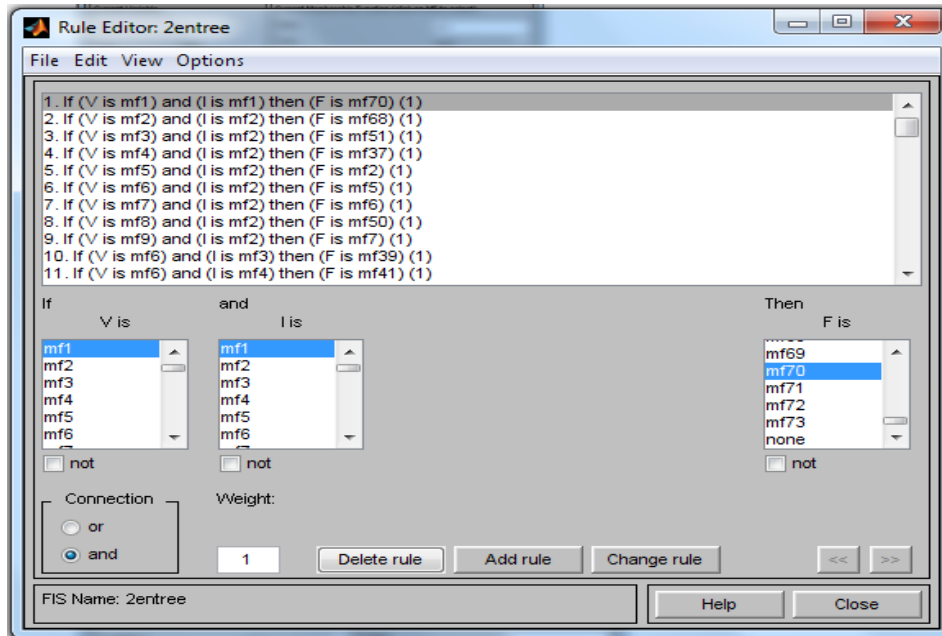 Rule Editor: 2entree
File Edit View Options
1. If (V is mf1) and (I is mf1) then (F is mf70) (1)
2. If (V is mf2) and (I is mf2) then (F is mf68) (1)
3. If (V is mf3) and (I is mf2) then (F is mf51) (1)
4. If (V is mf4) and (I is mf2) then (F is mf37) (1)
5. If (V is mf5) and (I is mf2) then (F is mf2) (1)
6. If (V is mf6) and (I is mf2) then (F is mf5) (1)
7. If (V is mf7) and (I is mf2) then (F is mf6) (1)
8. If (V is mf8) and (I is mf2) then (F is mf50) (1)
9. If (V is mf9) and (I is mf2) then (F is mf7) (1)
10. If (V is mf6) and (I is mf3) then (F is mf39) (1)
11. If (V is mf6) and (I is mf4) then (F is mf41) (1)
If
V is
mf1
mf2
mf3
mf4
mf5
mf6
not
and
I is
mf1
mf2
mf3
mf4
mf5
mf6
not
Then
F is
mf69
mf70
mf71
mf72
mf73
none
not
Connection
or
and
Weight:
1
Delete rule
Add rule
Change rule
<<
>>
FIS Name: 2entree
Help
Close